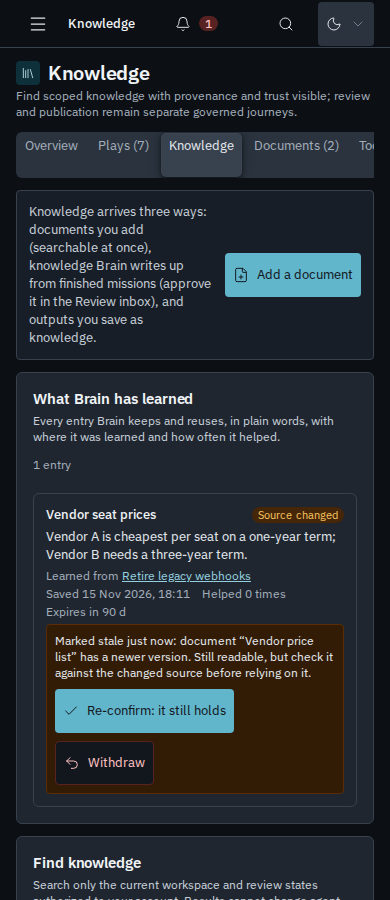 Knowledge
1
Knowledge
Find scoped knowledge with provenance and trust visible; review
and publication remain separate governed journeys.
Overview Plays (7) Knowledge Documents (2)
Knowledge arrives three ways:
documents you add
(searchable at once),
knowledge Brain writes up
from finished missions (approve
it in the Review inbox), and
outputs you save as
knowledge.
Add a document
What Brain has learned
Every entry Brain keeps and reuses, in plain words, with
where it was learned and how often it helped.
1 entry
Vendor seat prices Source changed
Vendor A is cheapest per seat on a one-year term;
Vendor B needs a three-year term.
Learned from Retire legacy webhooks
Saved 15 Nov 2026, 18:11 Helped 0 times
Expires in 90 d
Marked stale just now: document “Vendor price
list” has a newer version. Still readable, but check it
against the changed source before relying on it.
Re-confirm: it still holds
Withdraw
Find knowledge
Search only the current workspace and review states